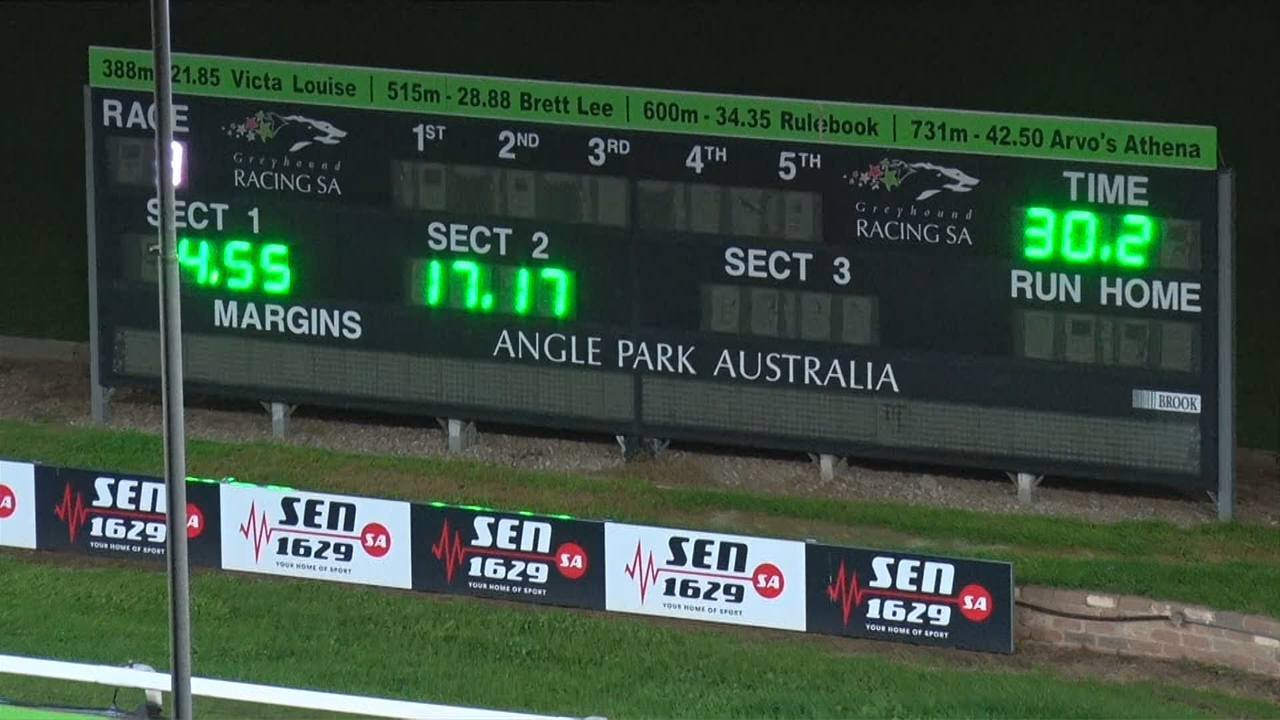 388m 21.85 Victa Louise | 515m - 28.88 Brett Lee | 600m - 34.35 Rulebook | 731m - 42.50 Arvo's Athena
RACE
Greyhound
RACING SA
1ST 2ND 3RD 4TH 5TH
Greyhound
RACING SA
TIME
30.2
SECT 1
4.55
SECT 2
17.17
SECT 3
RUN HOME
MARGINS
ANGLE PARK AUSTRALIA
BROOK
A
SEN
1629
A
YOUR HOME OF SPORT
SEN
1629
SA
YOUR HOME OF SPORT
SEN
1629
SA
YOUR HOME OF SPORT
SEN
1629
SA
YOUR HOME OF SPORT
SEN
1629
SA
YOUR HOME OF SPORT